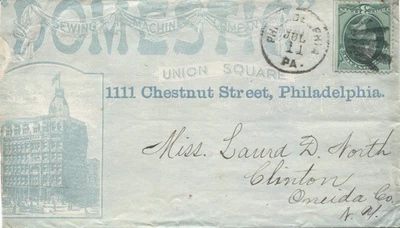 DOMESTIC
SEWING MACHINE COMPANY
PHILADELPHIA
JUL
11
PA.
UNION SQUARE
1111 Chestnut Street, Philadelphia.
Miss. Laura D. North
Clinton
Oneida Co.
N. Y.